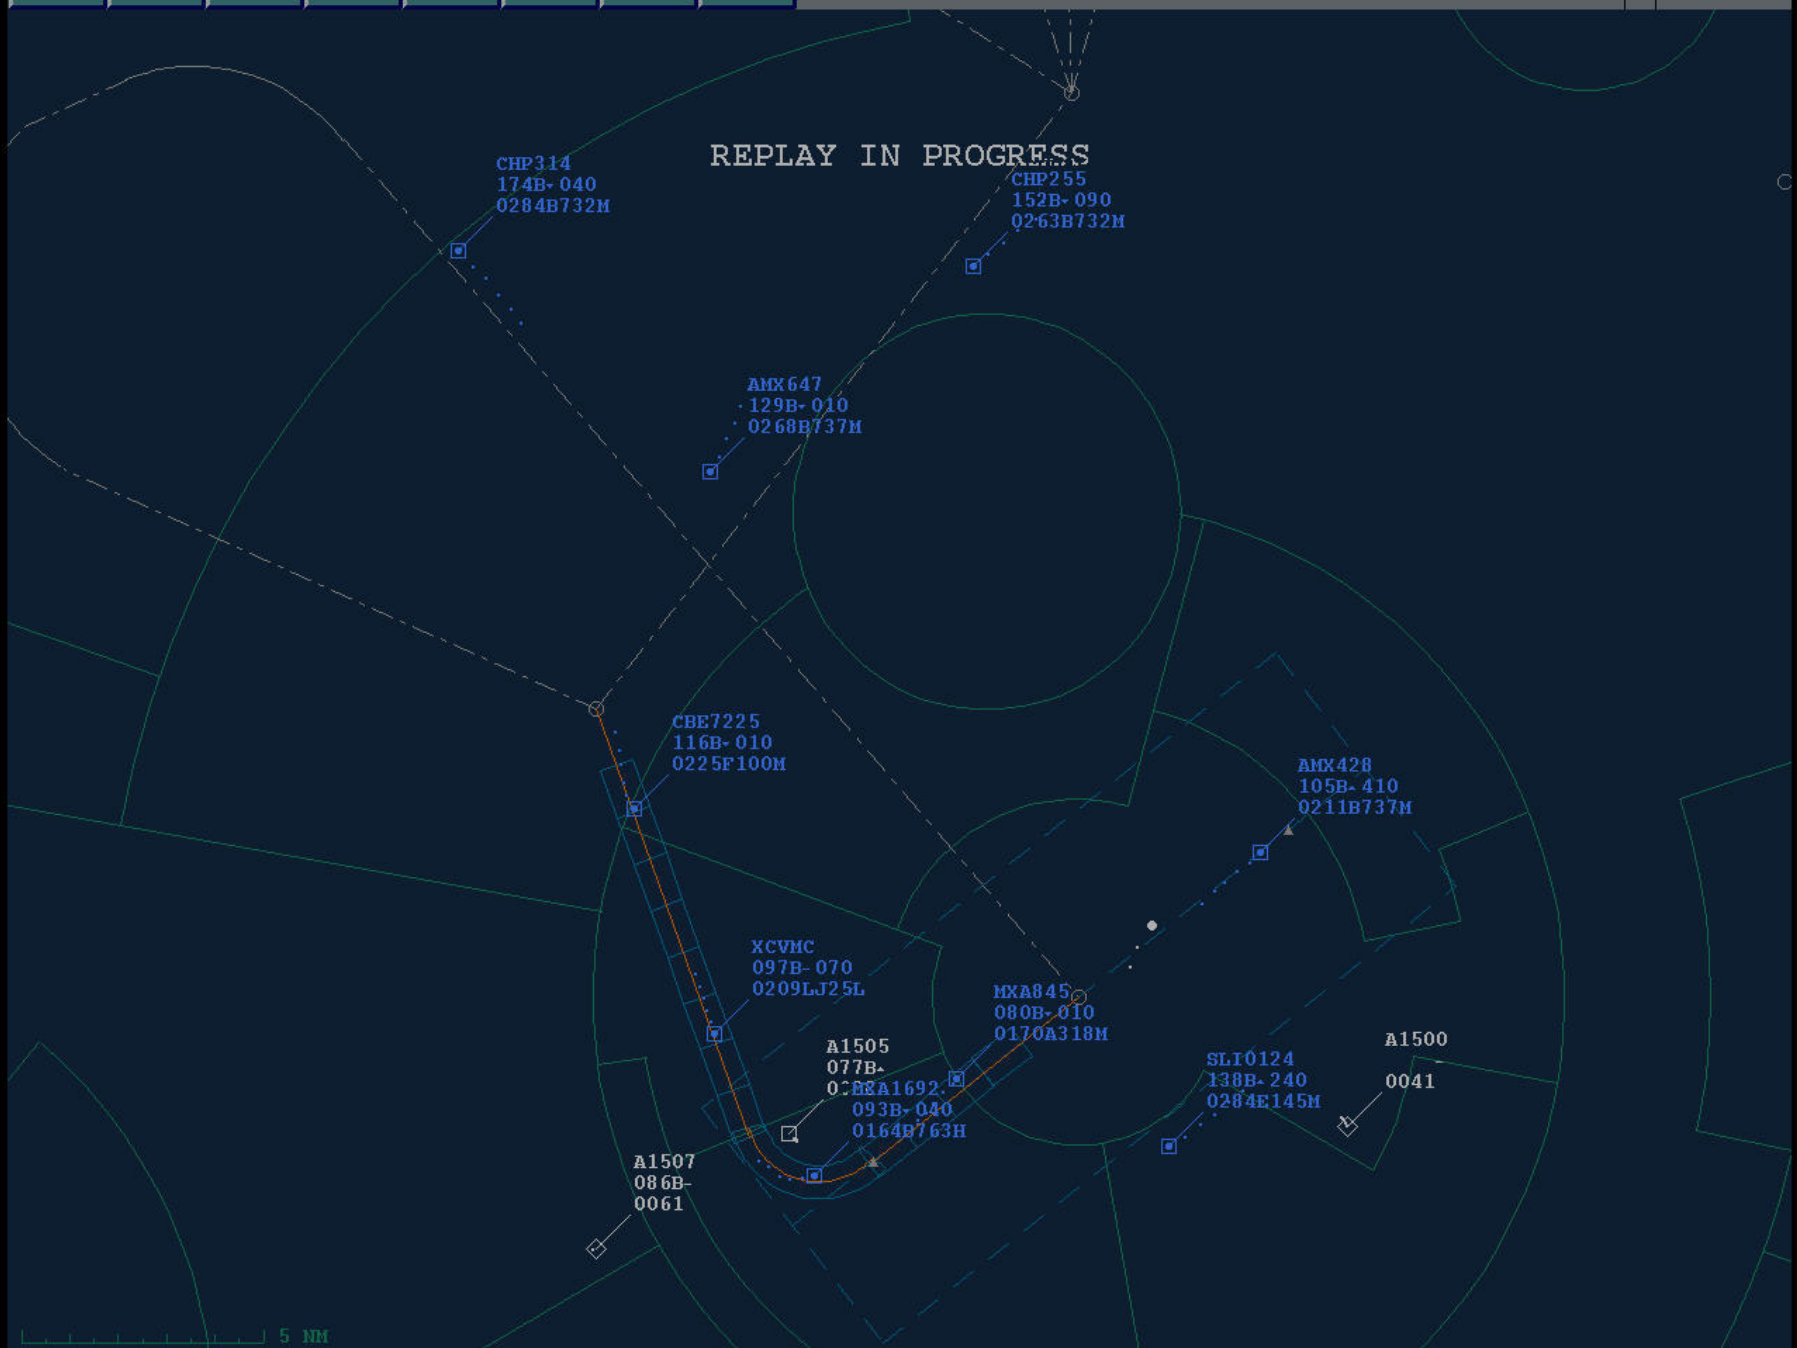 REPLAY IN PROGRESS
CHP314
174B 040
0284B732M
CHP255
152B 090
0263B732M
AMX647
129B 010
0268B737M
CBE7225
116B 010
0225F100M
AMX428
105B 410
0211B737M
XCVMC
097B 070
0209LJ25L
MXA845
080B 010
0170A318M
A1505
077B
MXA1692
093B 040
0164B763H
A1500
0041
SLI0124
138B 240
0284E145M
A1507
086B
0061
5 NM